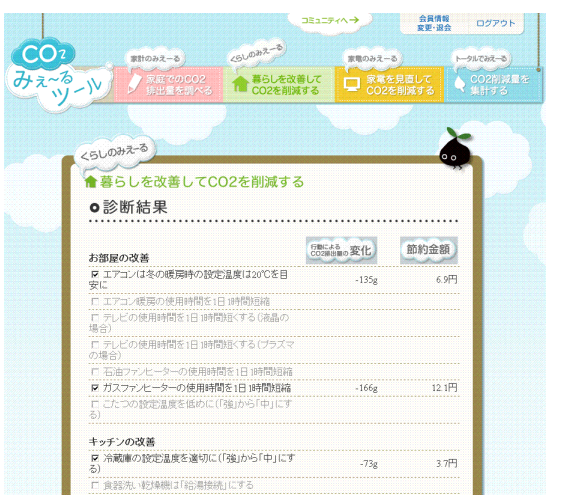 コミュニティへ→
会員情報
変更・退会
ログアウト
CO2
みえ～る
ツール
家計のみえ～る
くらしのみえ～る
家電のみえ～る
トータルでみえ～る
家庭でのCO2
排出量を調べる
暮らしを改善して
CO2を削減する
家電を見直して
CO2を削減する
CO2削減量を
集計する
くらしのみえ～る
暮らしを改善してCO2を削減する
診断結果
行動による
CO2排出量の変化
節約金額
お部屋の改善
エアコンは冬の暖房時の設定温度は20℃を目
安に
-135g
6.9円
エアコン暖房の使用時間を1日1時間短縮
テレビの使用時間を1日1時間短くする(液晶の
場合)
テレビの使用時間を1日1時間短くする(プラズマ
の場合)
石油ファンヒーターの使用時間を1日1時間短縮
ガスファンヒーターの使用時間を1日1時間短縮
-166g
12.1円
こたつの設定温度を低めに(「強」から「中」にす
る)
キッチンの改善
冷蔵庫の設定温度を適切に(「強」から「中」にす
る)
-73g
3.7円
食器洗い乾燥機は「給湯接続」にする